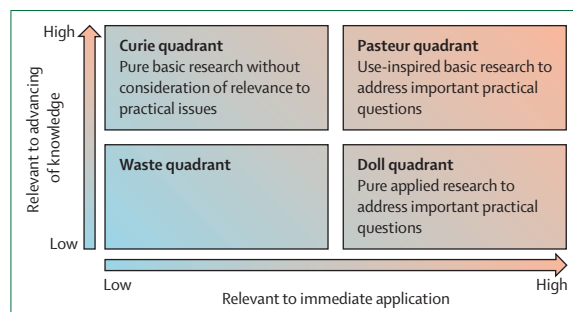 High
Relevant to advancing
of knowledge
Low
Curie quadrant
Pure basic research without
consideration of relevance to
practical issues
Pasteur quadrant
Use-inspired basic research to
address important practical
questions
Waste quadrant
Doll quadrant
Pure applied research to
address important practical
questions
Low
High
Relevant to immediate application